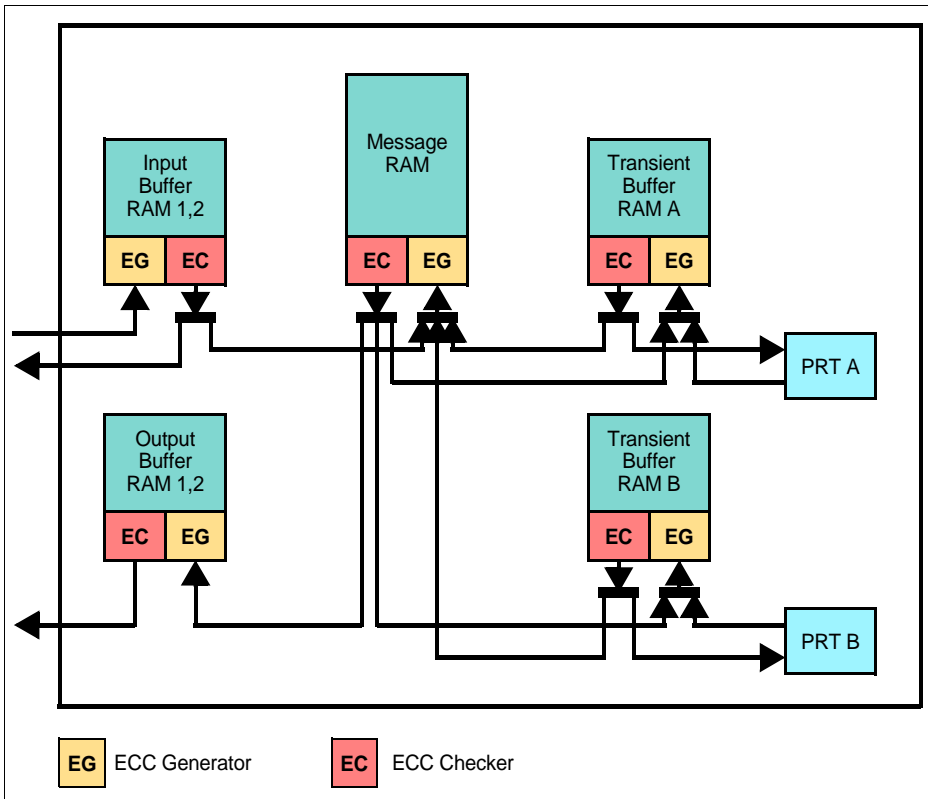 Message
RAM
Input
Buffer
RAM 1,2
Transient
Buffer
RAM A
EG
EC
EC
EG
EC
EG
PRT A
Output
Buffer
RAM 1,2
Transient
Buffer
RAM B
EC
EG
EC
EG
PRT B
EG
ECC Generator
EC
ECC Checker